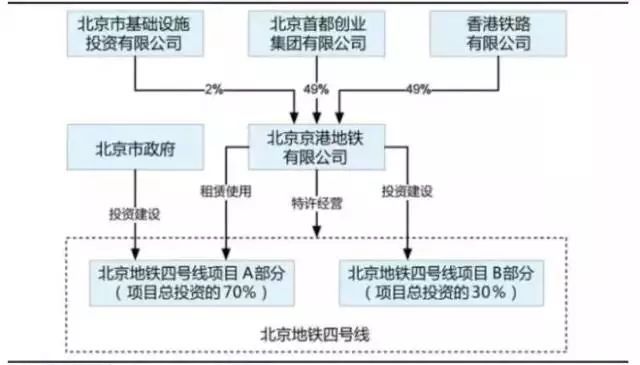 北京市基础设施
投资有限公司
北京首都创业
集团有限公司
香港铁路
有限公司
2%
49%
49%
北京市政府
北京京港地铁
有限公司
投资建设
租赁使用
特许经营
投资建设
北京地铁四号线项目 A 部分
（项目总投资的 70%）
北京地铁四号线项目 B 部分
（项目总投资的 30%）
北京地铁四号线